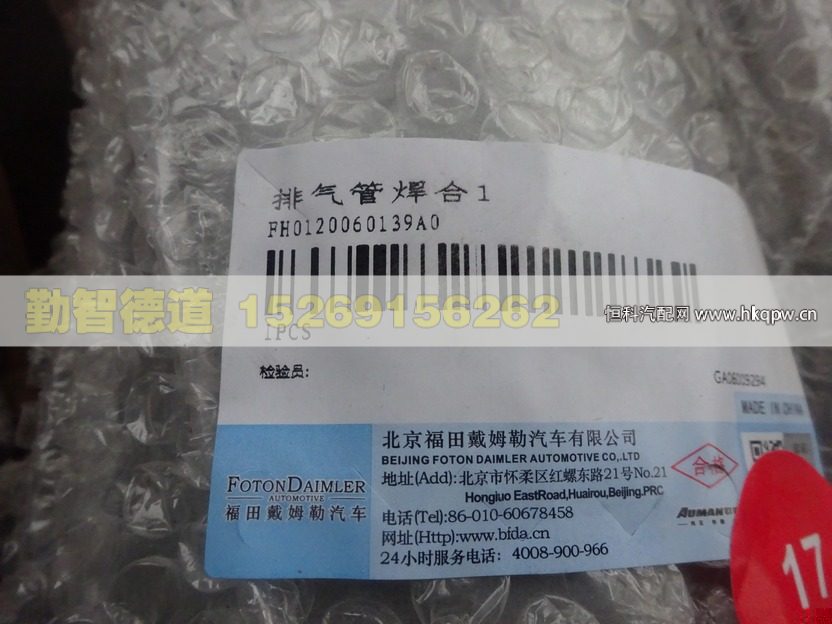 排气管焊合1
FH0120060139A0
勤智德道 15269156262
恒科汽配网 www.hkqpw.cn
1PCS
检验员:
GA06009294
MADE IN CHINA
北京福田戴姆勒汽车有限公司
BEIJING FOTON DAIMLER AUTOMOTIVE CO,.LTD
地址(Add):北京市怀柔区红螺东路21号No.21
Hongluo EastRoad,Huairou,Beijing.PRC
电话(Tel):86-010-60678458
网址(Http):www.bida.cn
24小时服务电话: 4008-900-966
FOTONDAIMLER
AUTOMOTIVE
福田戴姆勒汽车
合格
AUMAN
17